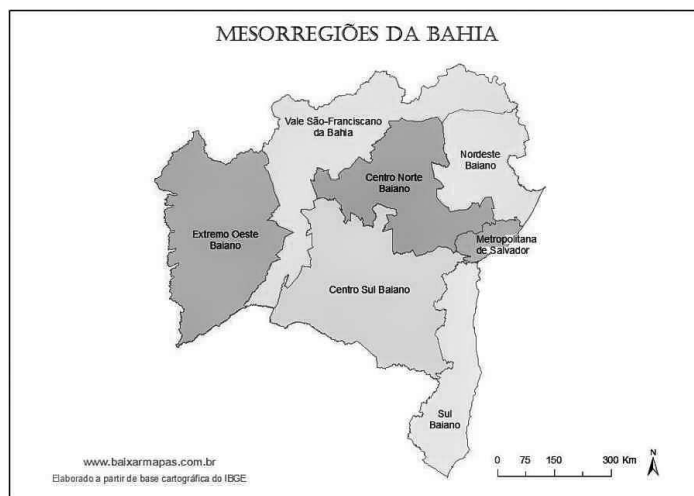 MESORREGIÕES DA BAHIA
Vale São-Franciscano
da Bahia
Nordeste
Baiano
Centro Norte
Baiano
Extremo Oeste
Baiano
Metropolitana
de Salvador
Centro Sul Baiano
Sul
Baiano
www.baixarmapas.com.br
Elaborado a partir de base cartográfica do IBGE
0 75 150 300 Km
N